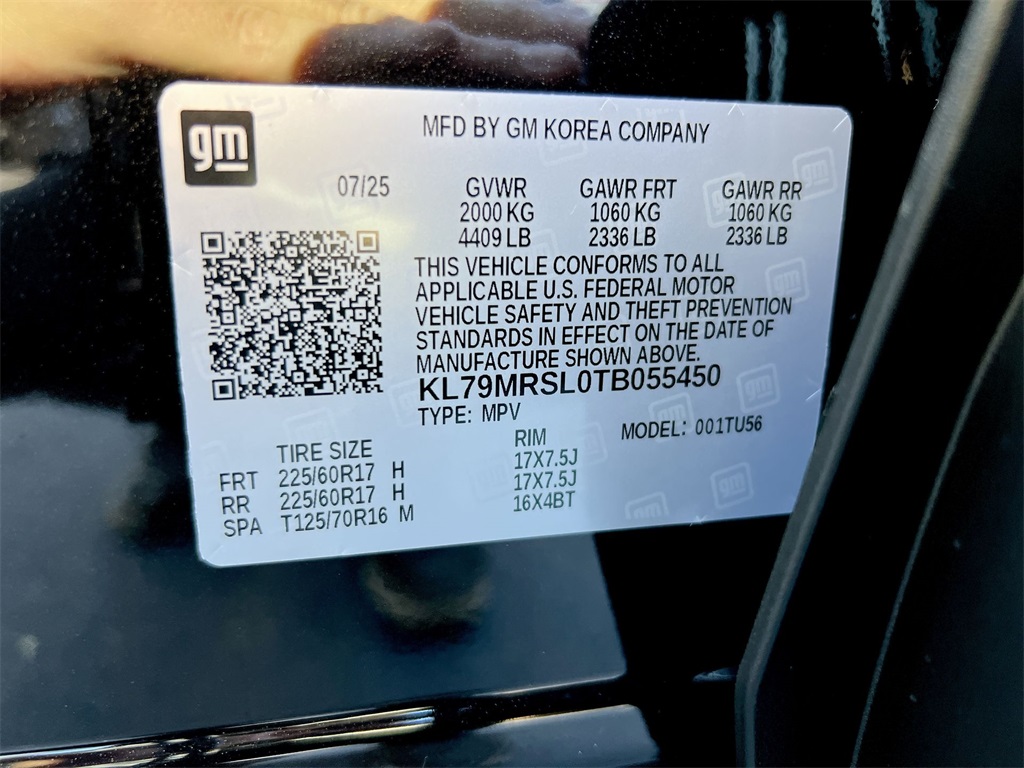 gm
MFD BY GM KOREA COMPANY
07/25 GVWR GAWR FRT GAWR RR
2000 KG 1060 KG 1060 KG
4409 LB 2336 LB 2336 LB
THIS VEHICLE CONFORMS TO ALL
APPLICABLE U.S. FEDERAL MOTOR
VEHICLE SAFETY AND THEFT PREVENTION
STANDARDS IN EFFECT ON THE DATE OF
MANUFACTURE SHOWN ABOVE.
KL79MRSL0TB055450
TYPE: MPV MODEL: 001TU56
TIRE SIZE RIM
FRT 225/60R17 H 17X7.5J
RR 225/60R17 H 17X7.5J
SPA T125/70R16 M 16X4BT